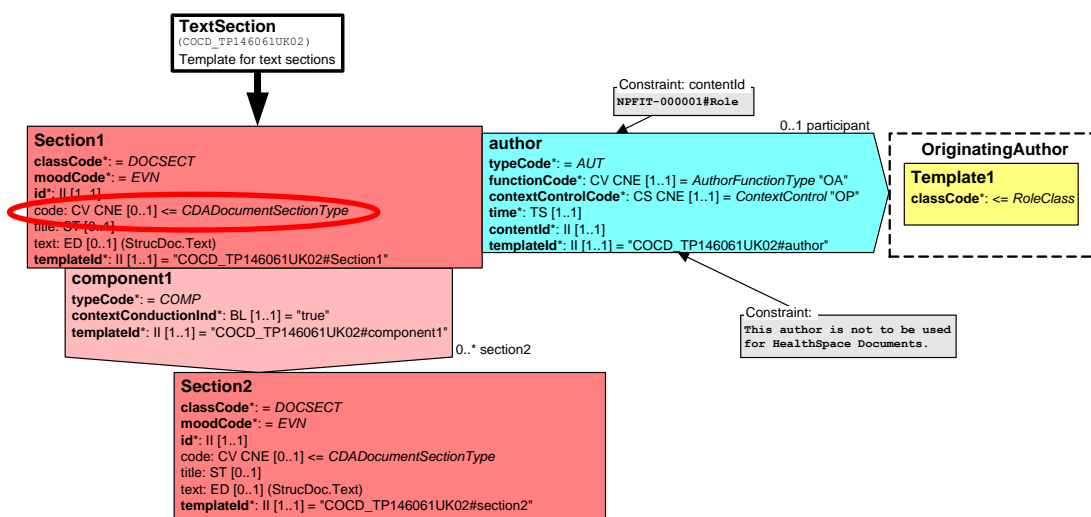 TextSection
(COCD_TP146061UK02)
Template for text sections
Constraint: contentId
NPFIT-000001#Role
0..1 participant
Section1
classCode*: = DOCSECT
moodCode*: = EVN
id*: II [1..1]
code: CV CNE [0..1] <= CDADocumentSectionType
title: ST [0..1]
text: ED [0..1] (StrucDoc.Text)
templateId*: II [1..1] = "COCD_TP146061UK02#Section1"
author
typeCode*: = AUT
functionCode*: CV CNE [1..1] = AuthorFunctionType "OA"
contextControlCode*: CS CNE [1..1] = ContextControl "OP"
time*: TS [1..1]
contentId*: II [1..1]
templateId*: II [1..1] = "COCD_TP146061UK02#author"
OriginatingAuthor
Template1
classCode*: <= RoleClass
component1
typeCode*: = COMP
contextConductionInd*: BL [1..1] = "true"
templateId*: II [1..1] = "COCD_TP146061UK02#component1"
0..* section2
Constraint:
This author is not to be used
for HealthSpace Documents.
Section2
classCode*: = DOCSECT
moodCode*: = EVN
id*: II [1..1]
code: CV CNE [0..1] <= CDADocumentSectionType
title: ST [0..1]
text: ED [0..1] (StrucDoc.Text)
templateId*: II [1..1] = "COCD_TP146061UK02#section2"